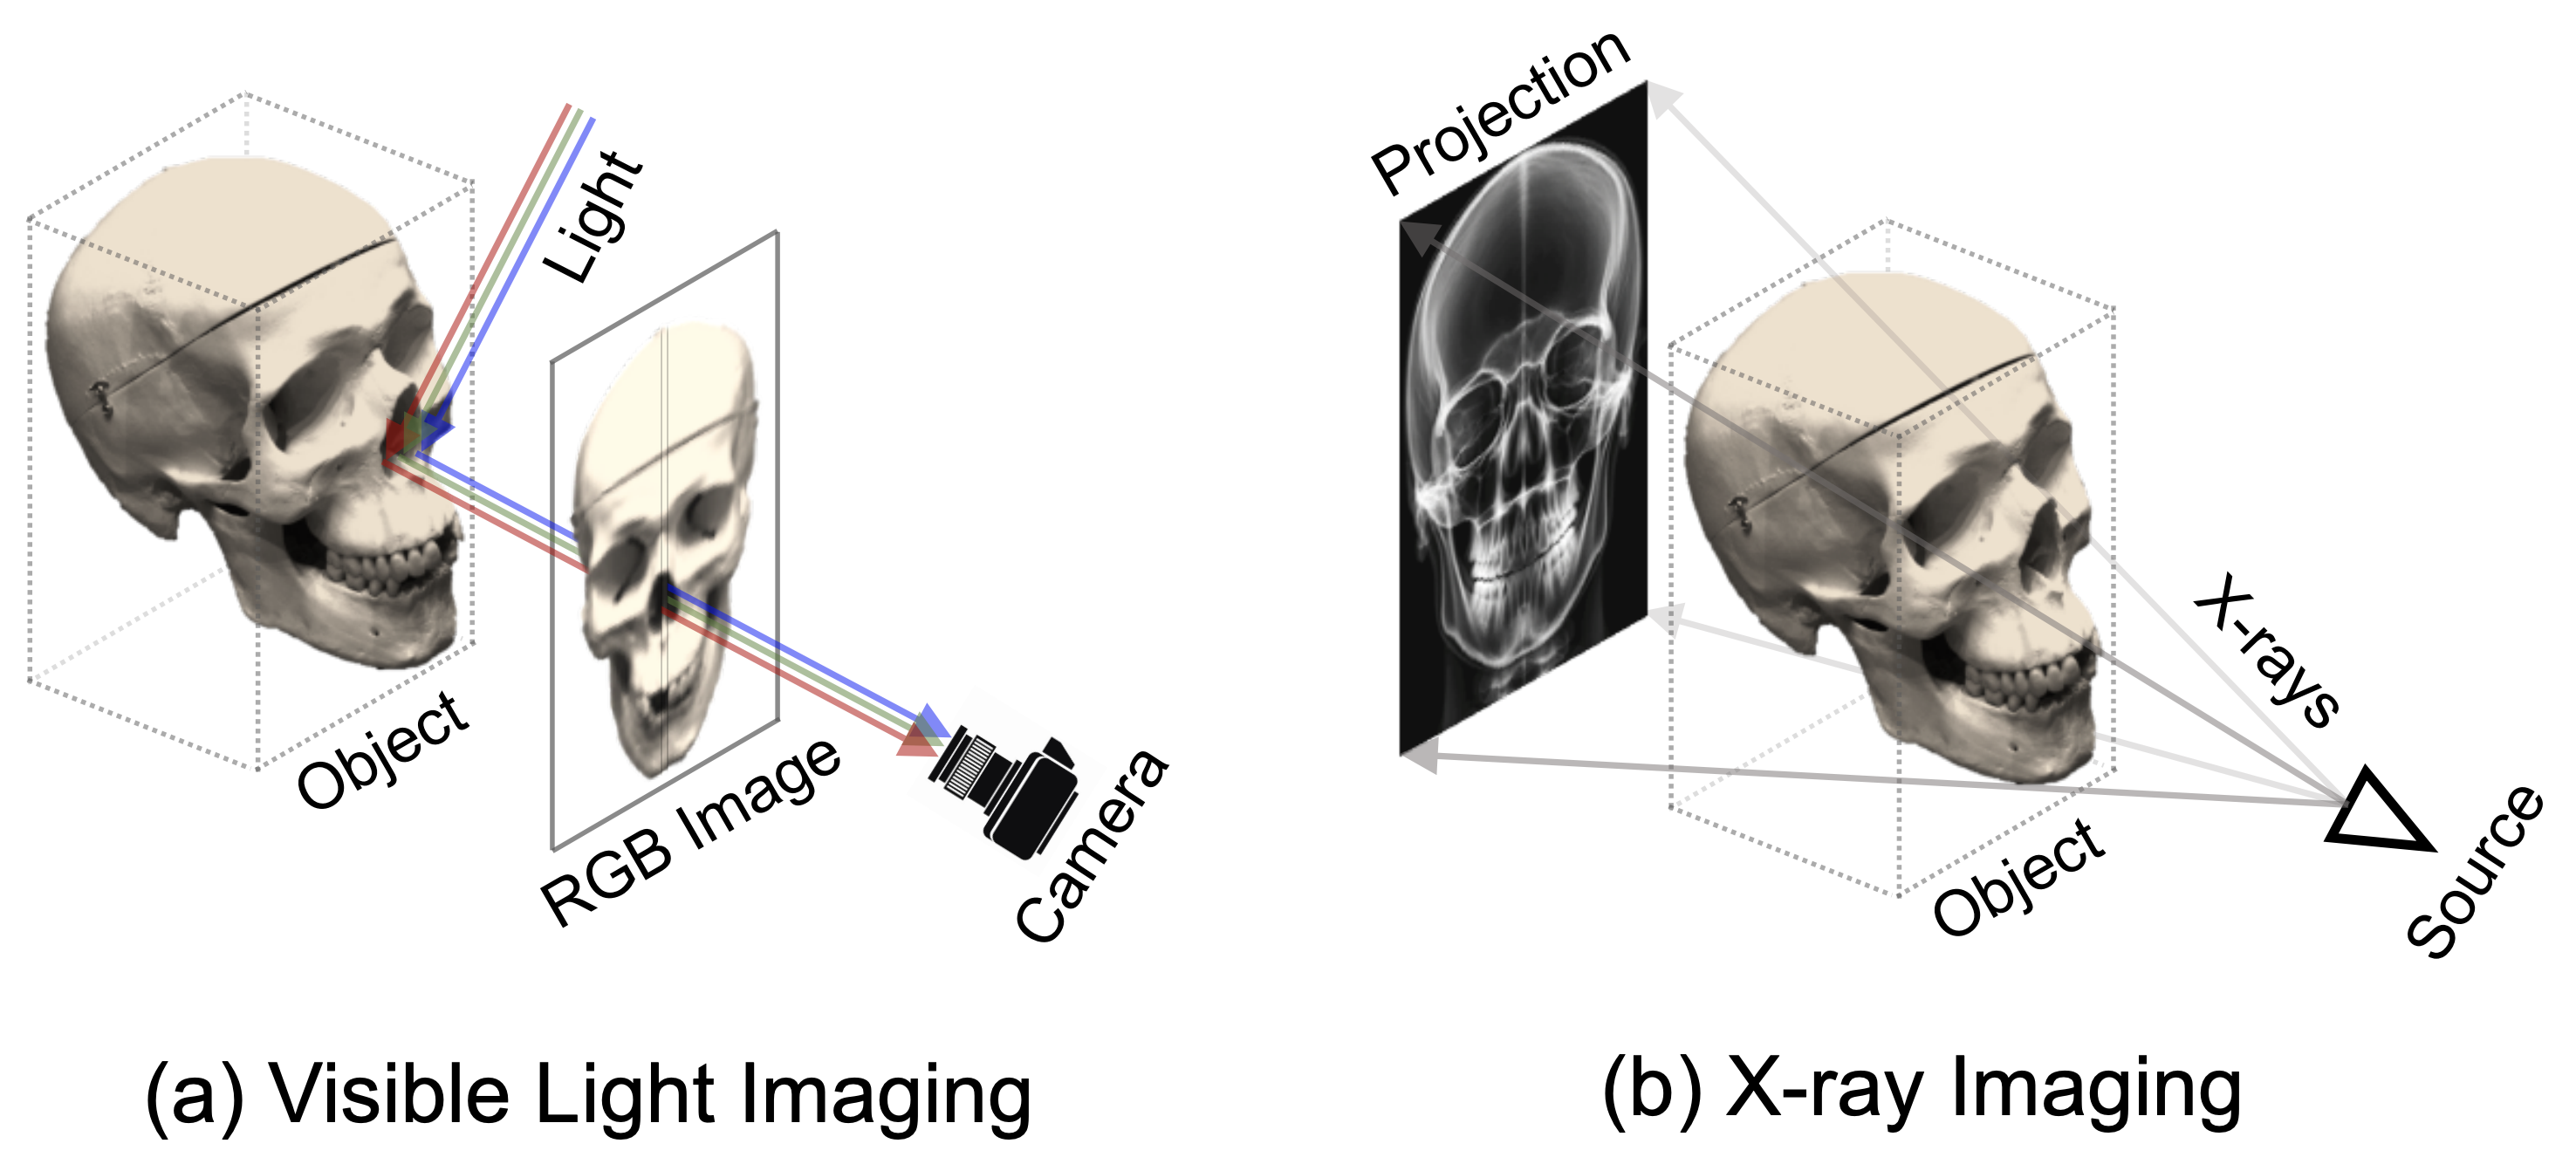 Light
Object
RGB Image
Camera
(a) Visible Light Imaging
Projection
X-rays
Object
Source
(b) X-ray Imaging